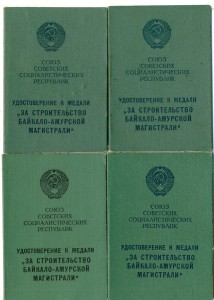 СОЮЗ
СОВЕТСКИХ
СОЦИАЛИСТИЧЕСКИХ
РЕСПУБЛИК
УДОСТОВЕРЕНИЕ К МЕДАЛИ
„ЗА СТРОИТЕЛЬСТВО
БАЙКАЛО-АМУРСКОЙ
МАГИСТРАЛИ"
СОЮЗ
СОВЕТСКИХ
СОЦИАЛИСТИЧЕСКИХ
РЕСПУБЛИК
УДОСТОВЕРЕНИЕ К МЕДАЛИ
„ЗА СТРОИТЕЛЬСТВО
БАЙКАЛО-АМУРСКОЙ
МАГИСТРАЛИ"
СОЮЗ
СОВЕТСКИХ
СОЦИАЛИСТИЧЕСКИХ
РЕСПУБЛИК
УДОСТОВЕРЕНИЕ К МЕДАЛИ
„ЗА СТРОИТЕЛЬСТВО
БАЙКАЛО-АМУРСКОЙ
МАГИСТРАЛИ"
СОЮЗ
СОВЕТСКИХ
СОЦИАЛИСТИЧЕСКИХ
РЕСПУБЛИК
УДОСТОВЕРЕНИЕ К МЕДАЛИ
„ЗА СТРОИТЕЛЬСТВО
БАЙКАЛО-АМУРСКОЙ
МАГИСТРАЛИ"